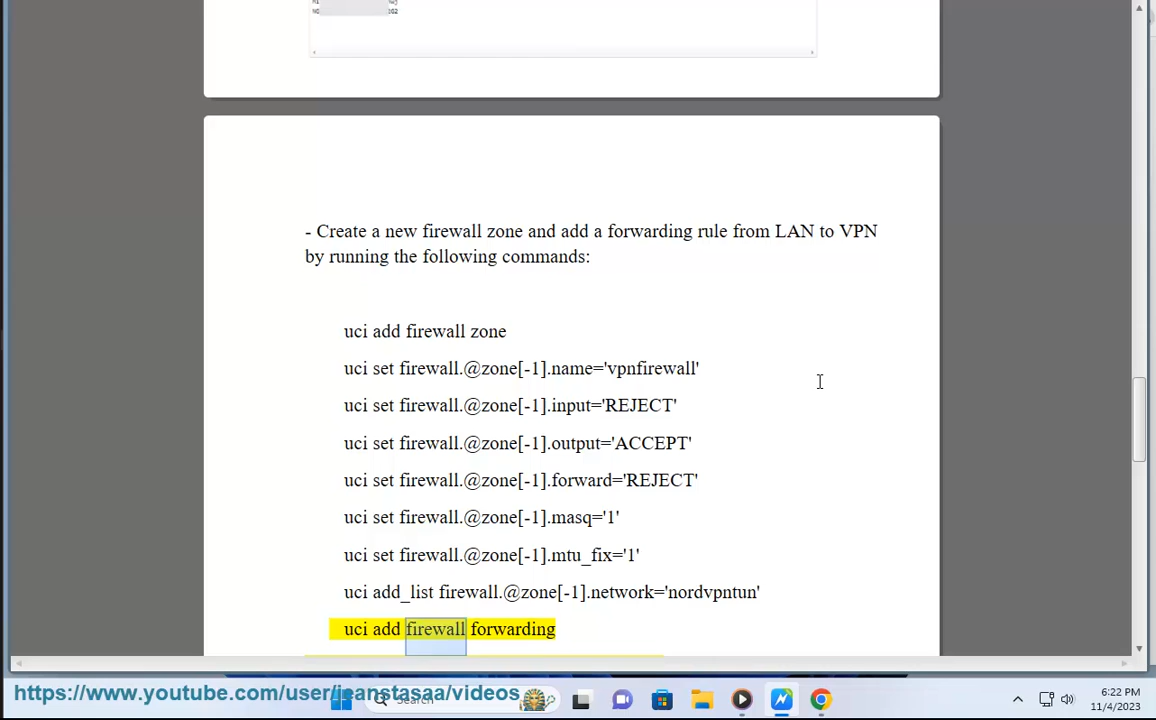 - Create a new firewall zone and add a forwarding rule from LAN to VPN
by running the following commands:
uci add firewall zone
uci set firewall.@zone[-1].name='vpnfirewall'
uci set firewall.@zone[-1].input='REJECT'
uci set firewall.@zone[-1].output='ACCEPT'
uci set firewall.@zone[-1].forward='REJECT'
uci set firewall.@zone[-1].masq='1'
uci set firewall.@zone[-1].mtu_fix='1'
uci add_list firewall.@zone[-1].network='nordvpntun'
uci add firewall forwarding
https://www.youtube.com/user/jeanstasaa/videos
Search
6:22 PM
11/4/2023